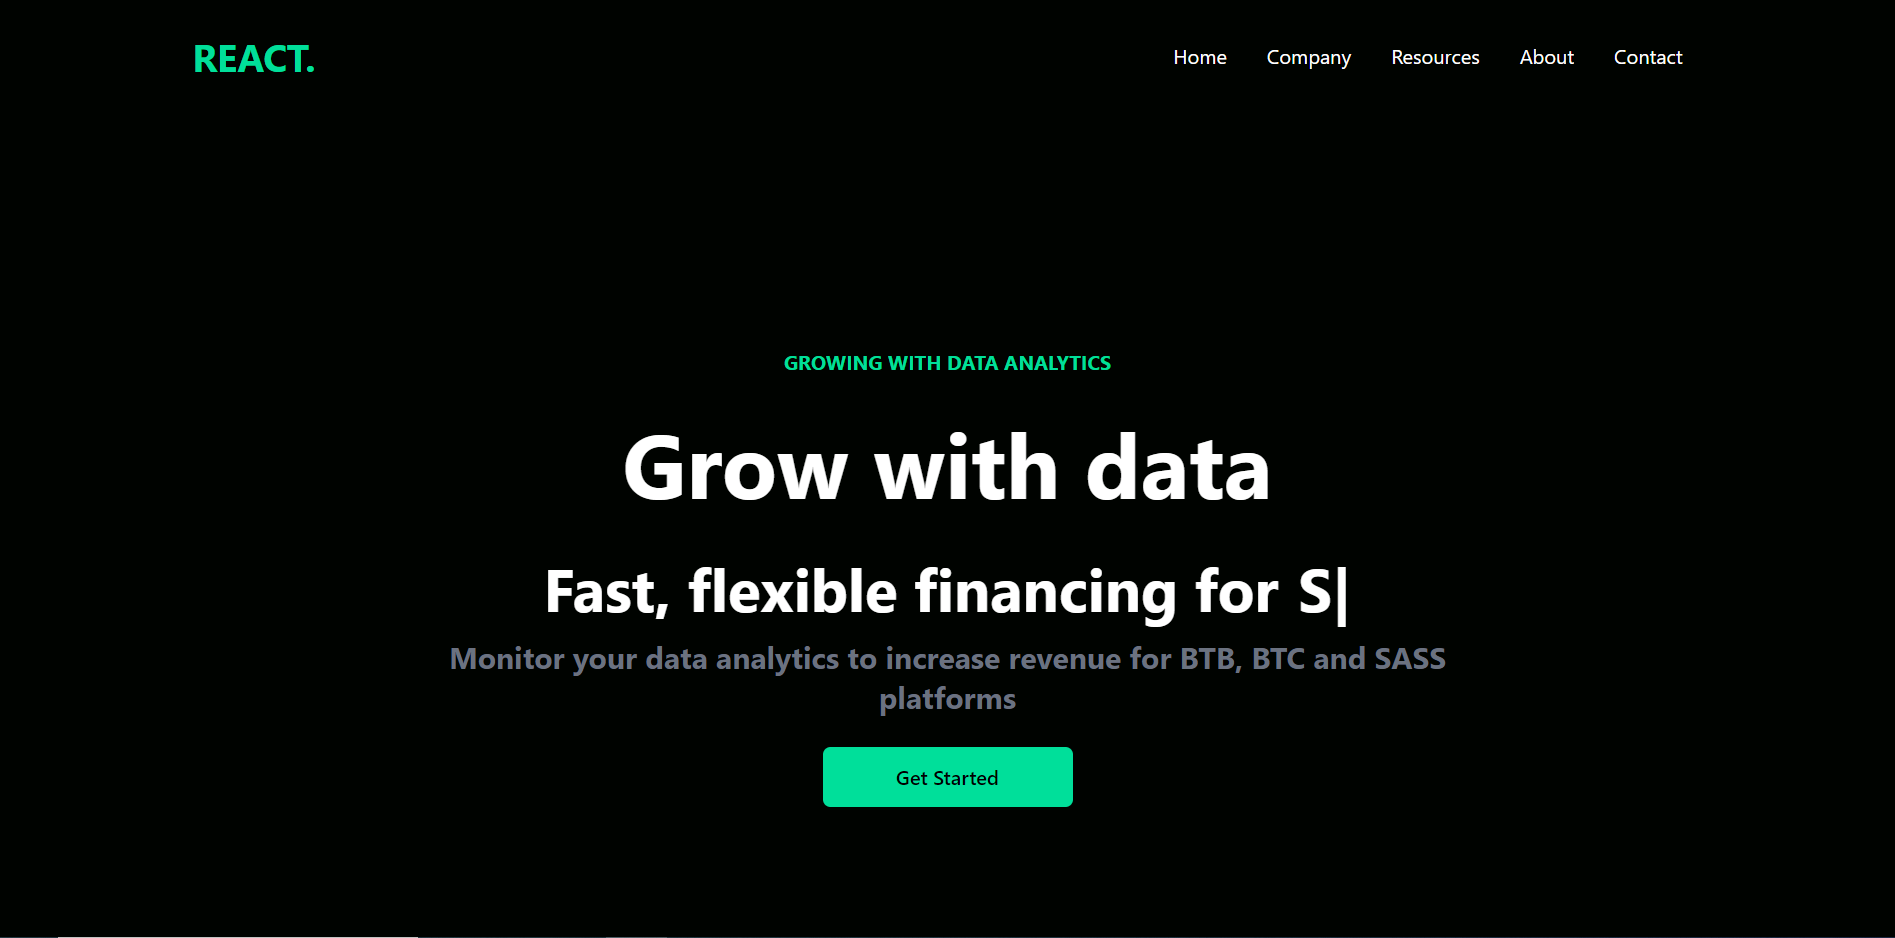 REACT.
Home Company Resources About Contact
GROWING WITH DATA ANALYTICS
Grow with data
Fast, flexible financing for S|
Monitor your data analytics to increase revenue for BTB, BTC and SASS
platforms
Get Started